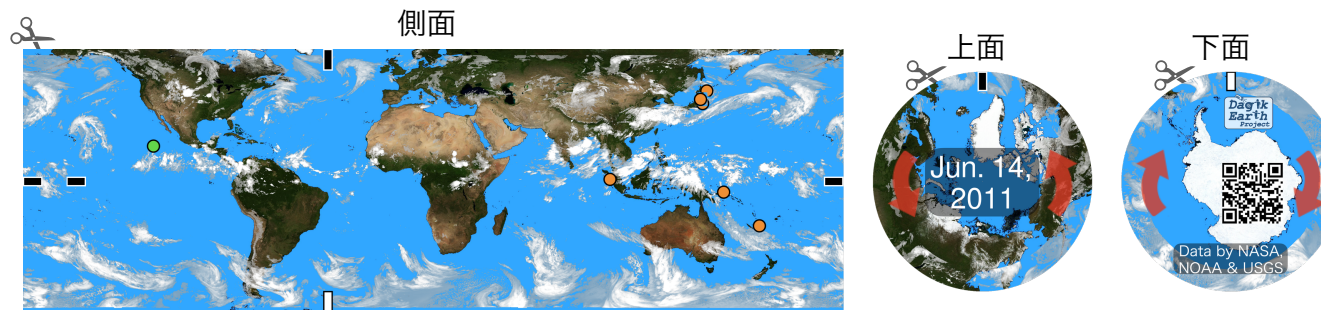 側面
上面
下面
Jun. 14,
2011
Dagik
Earth
Project
Data by NASA,
NOAA & USGS